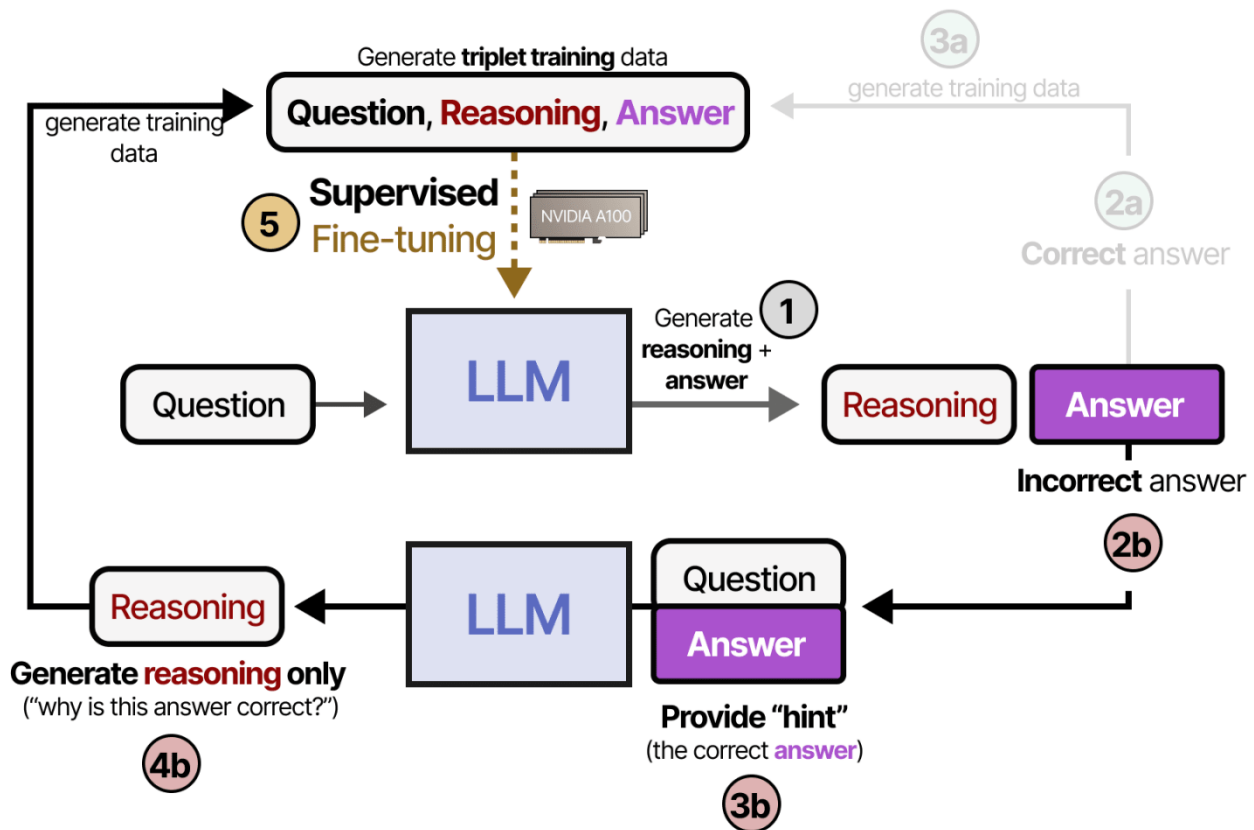 Generate triplet training data
Question, Reasoning, Answer
3a
generate training data
generate training
data
5
Supervised
Fine-tuning
NVIDIA A100
2a
Correct answer
Question
LLM
Generate
1
reasoning +
answer
Reasoning
Answer
Incorrect answer
2b
Reasoning
LLM
Question
Answer
Generate reasoning only
(“why is this answer correct?”)
4b
Provide “hint”
(the correct answer)
3b